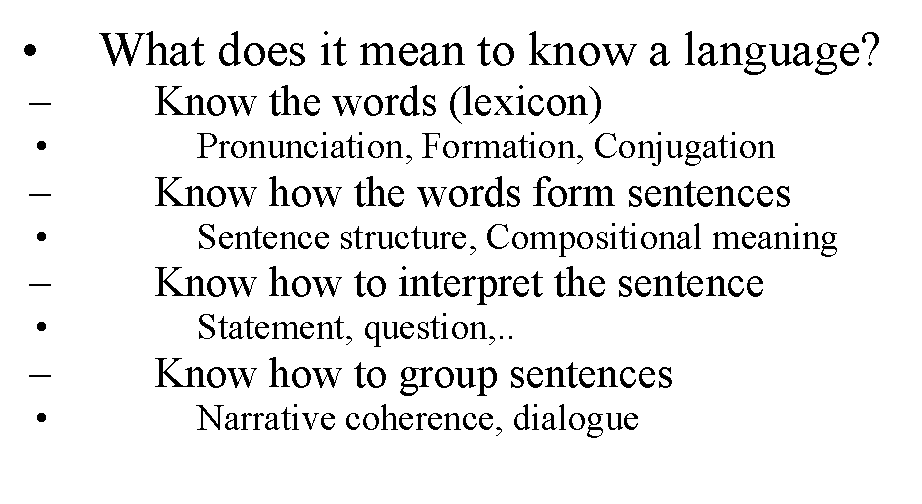 • What does it mean to know a language?
– Know the words (lexicon)
• Pronunciation, Formation, Conjugation
– Know how the words form sentences
• Sentence structure, Compositional meaning
– Know how to interpret the sentence
• Statement, question,..
– Know how to group sentences
• Narrative coherence, dialogue